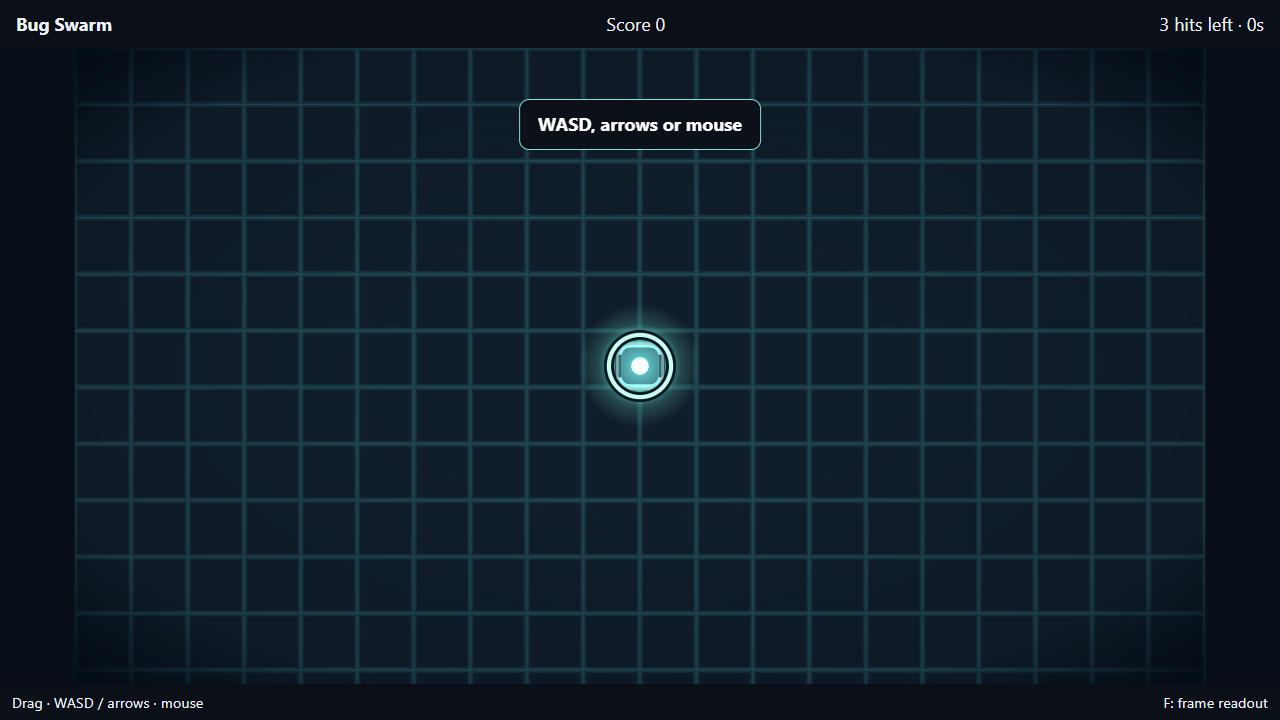 Bug Swarm
Score 0
3 hits left · 0s
WASD, arrows or mouse
Drag · WASD / arrows · mouse
F: frame readout